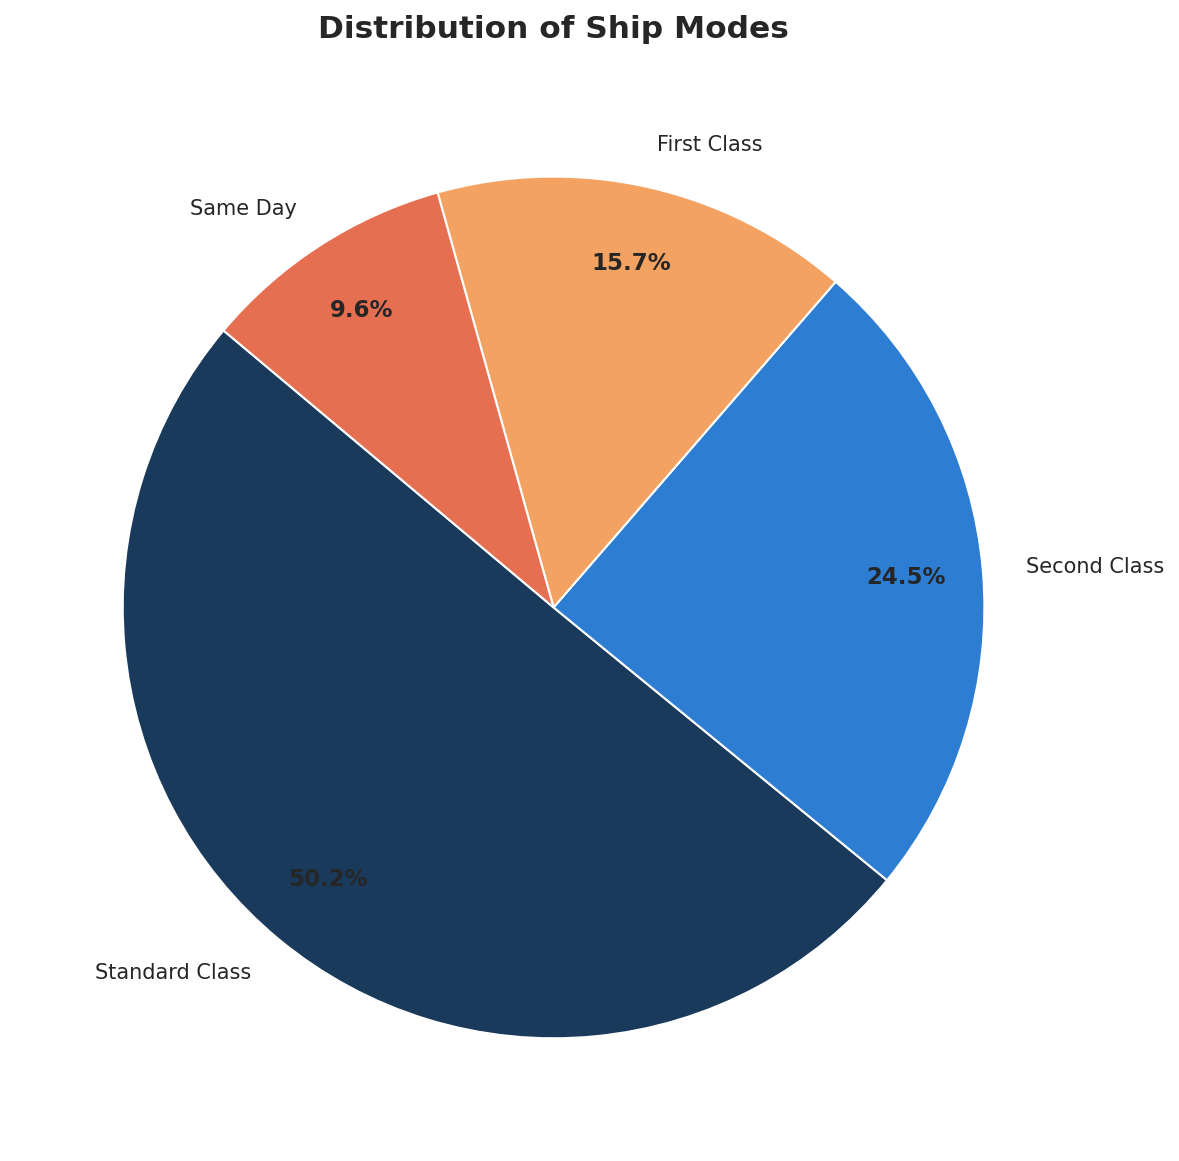 Distribution of Ship Modes
First Class
Same Day
15.7%
9.6%
Second Class
24.5%
50.2%
Standard Class